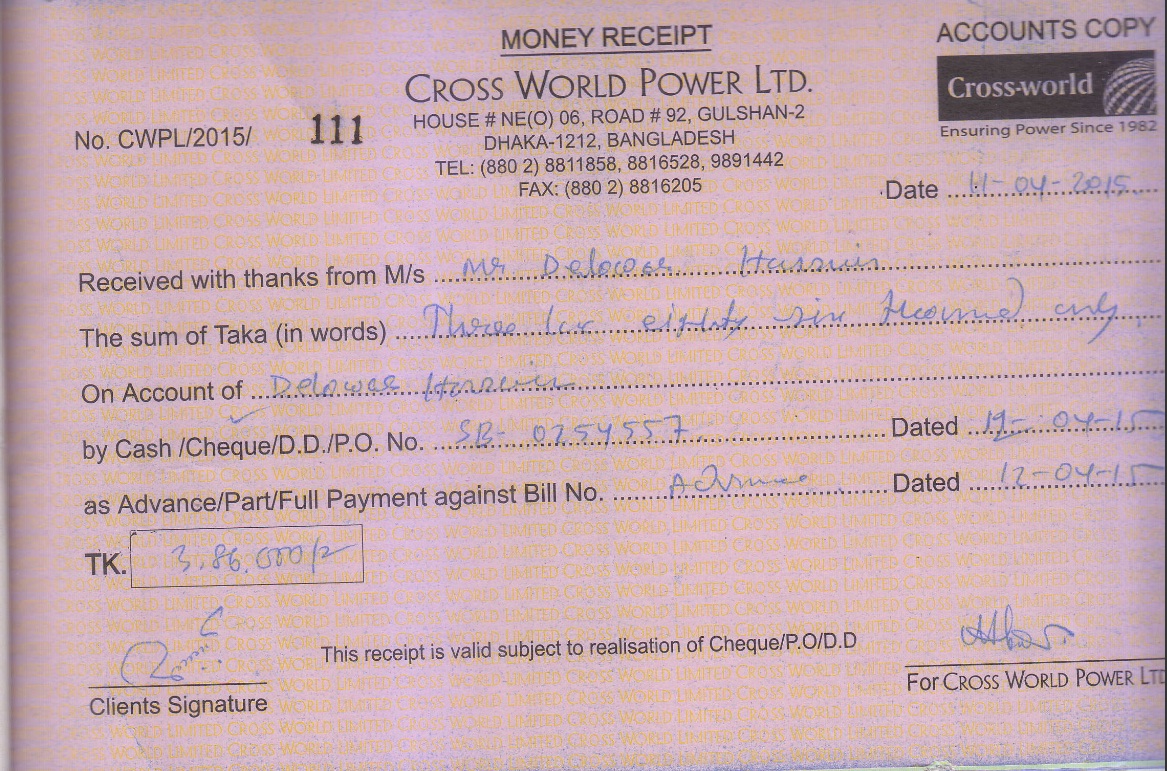 MONEY RECEIPT
ACCOUNTS COPY
CROSS WORLD POWER LTD.
Cross-world
Ensuring Power Since 1982
HOUSE # NE(O) 06, ROAD # 92, GULSHAN-2
DHAKA-1212, BANGLADESH
TEL: (880 2) 8811858, 8816528, 9891442
FAX: (880 2) 8816205
No. CWPL/2015/ 111
Date 11-04-2015
Received with thanks from M/s Mr. Delowar Hossain
The sum of Taka (in words) Three lac eighty six thousand only
On Account of Delowar Hossain
by Cash /Cheque/D.D./P.O. No. SB- 0254557 Dated 19-04-15
as Advance/Part/Full Payment against Bill No. Advance Dated 12-04-15
TK. 3,86,000/-
This receipt is valid subject to realisation of Cheque/P.O/D.D
Clients Signature
For CROSS WORLD POWER LTD